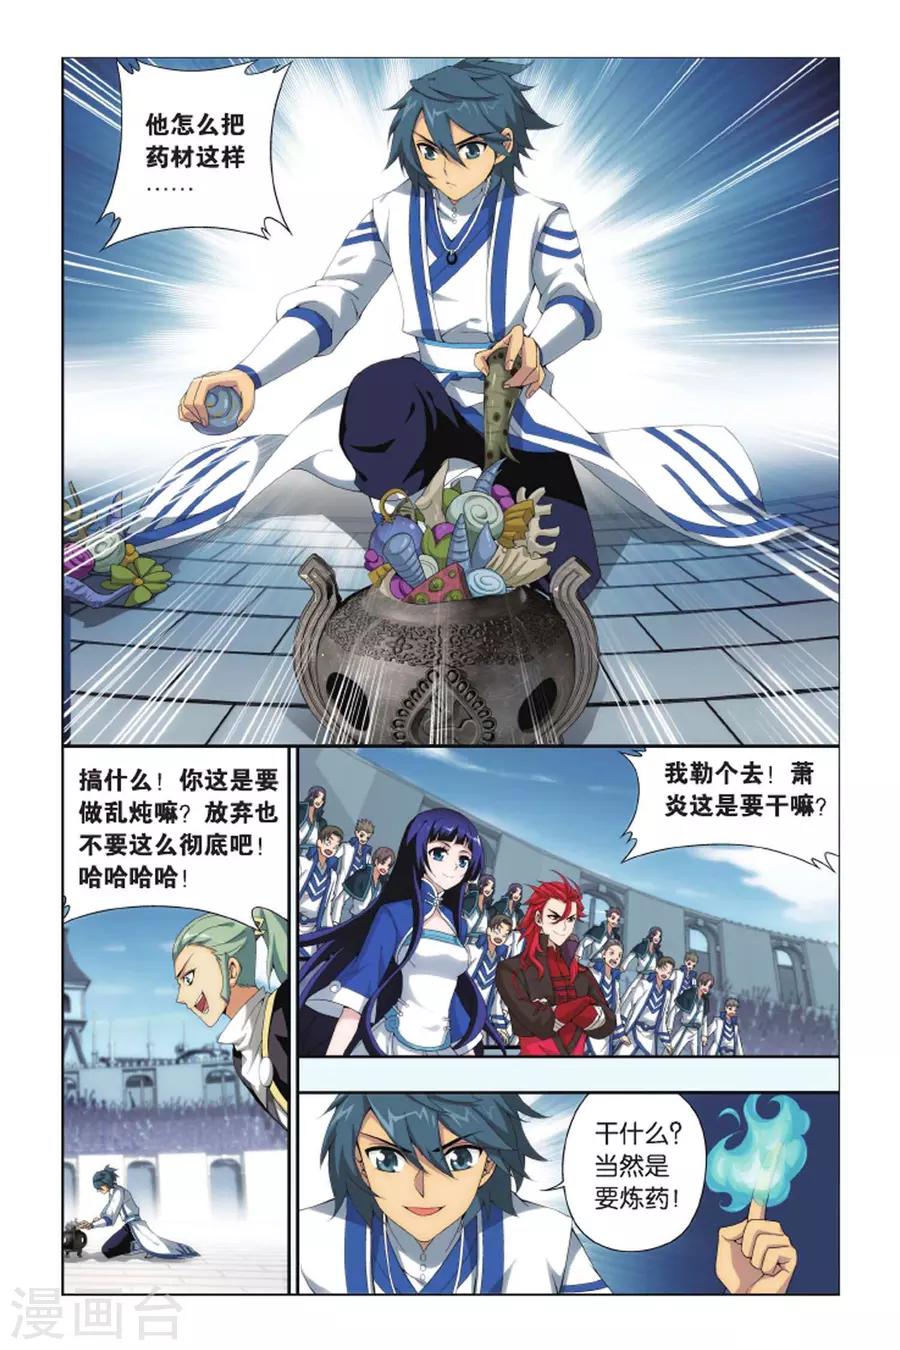 他怎么把
药材这样
……
搞什么！你这是要
做乱炖嘛？放弃也
不要这么彻底吧！
哈哈哈哈！
我勒个去！萧
炎这是要干嘛？
干什么？
当然是
要炼药！
漫画台